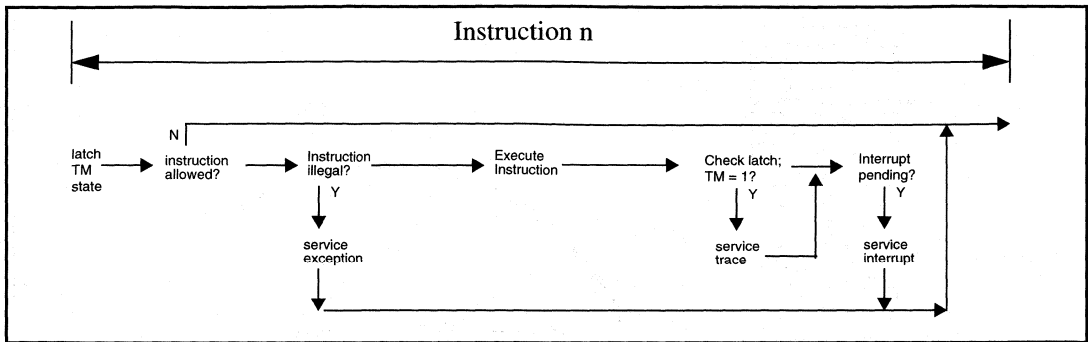 Instruction n
N
latch
TM
state
instruction
allowed?
Instruction
illegal?
Y
Execute
Instruction
Check latch;
TM = 1?
Y
Interrupt
pending?
Y
service
exception
service
trace
service
interrupt